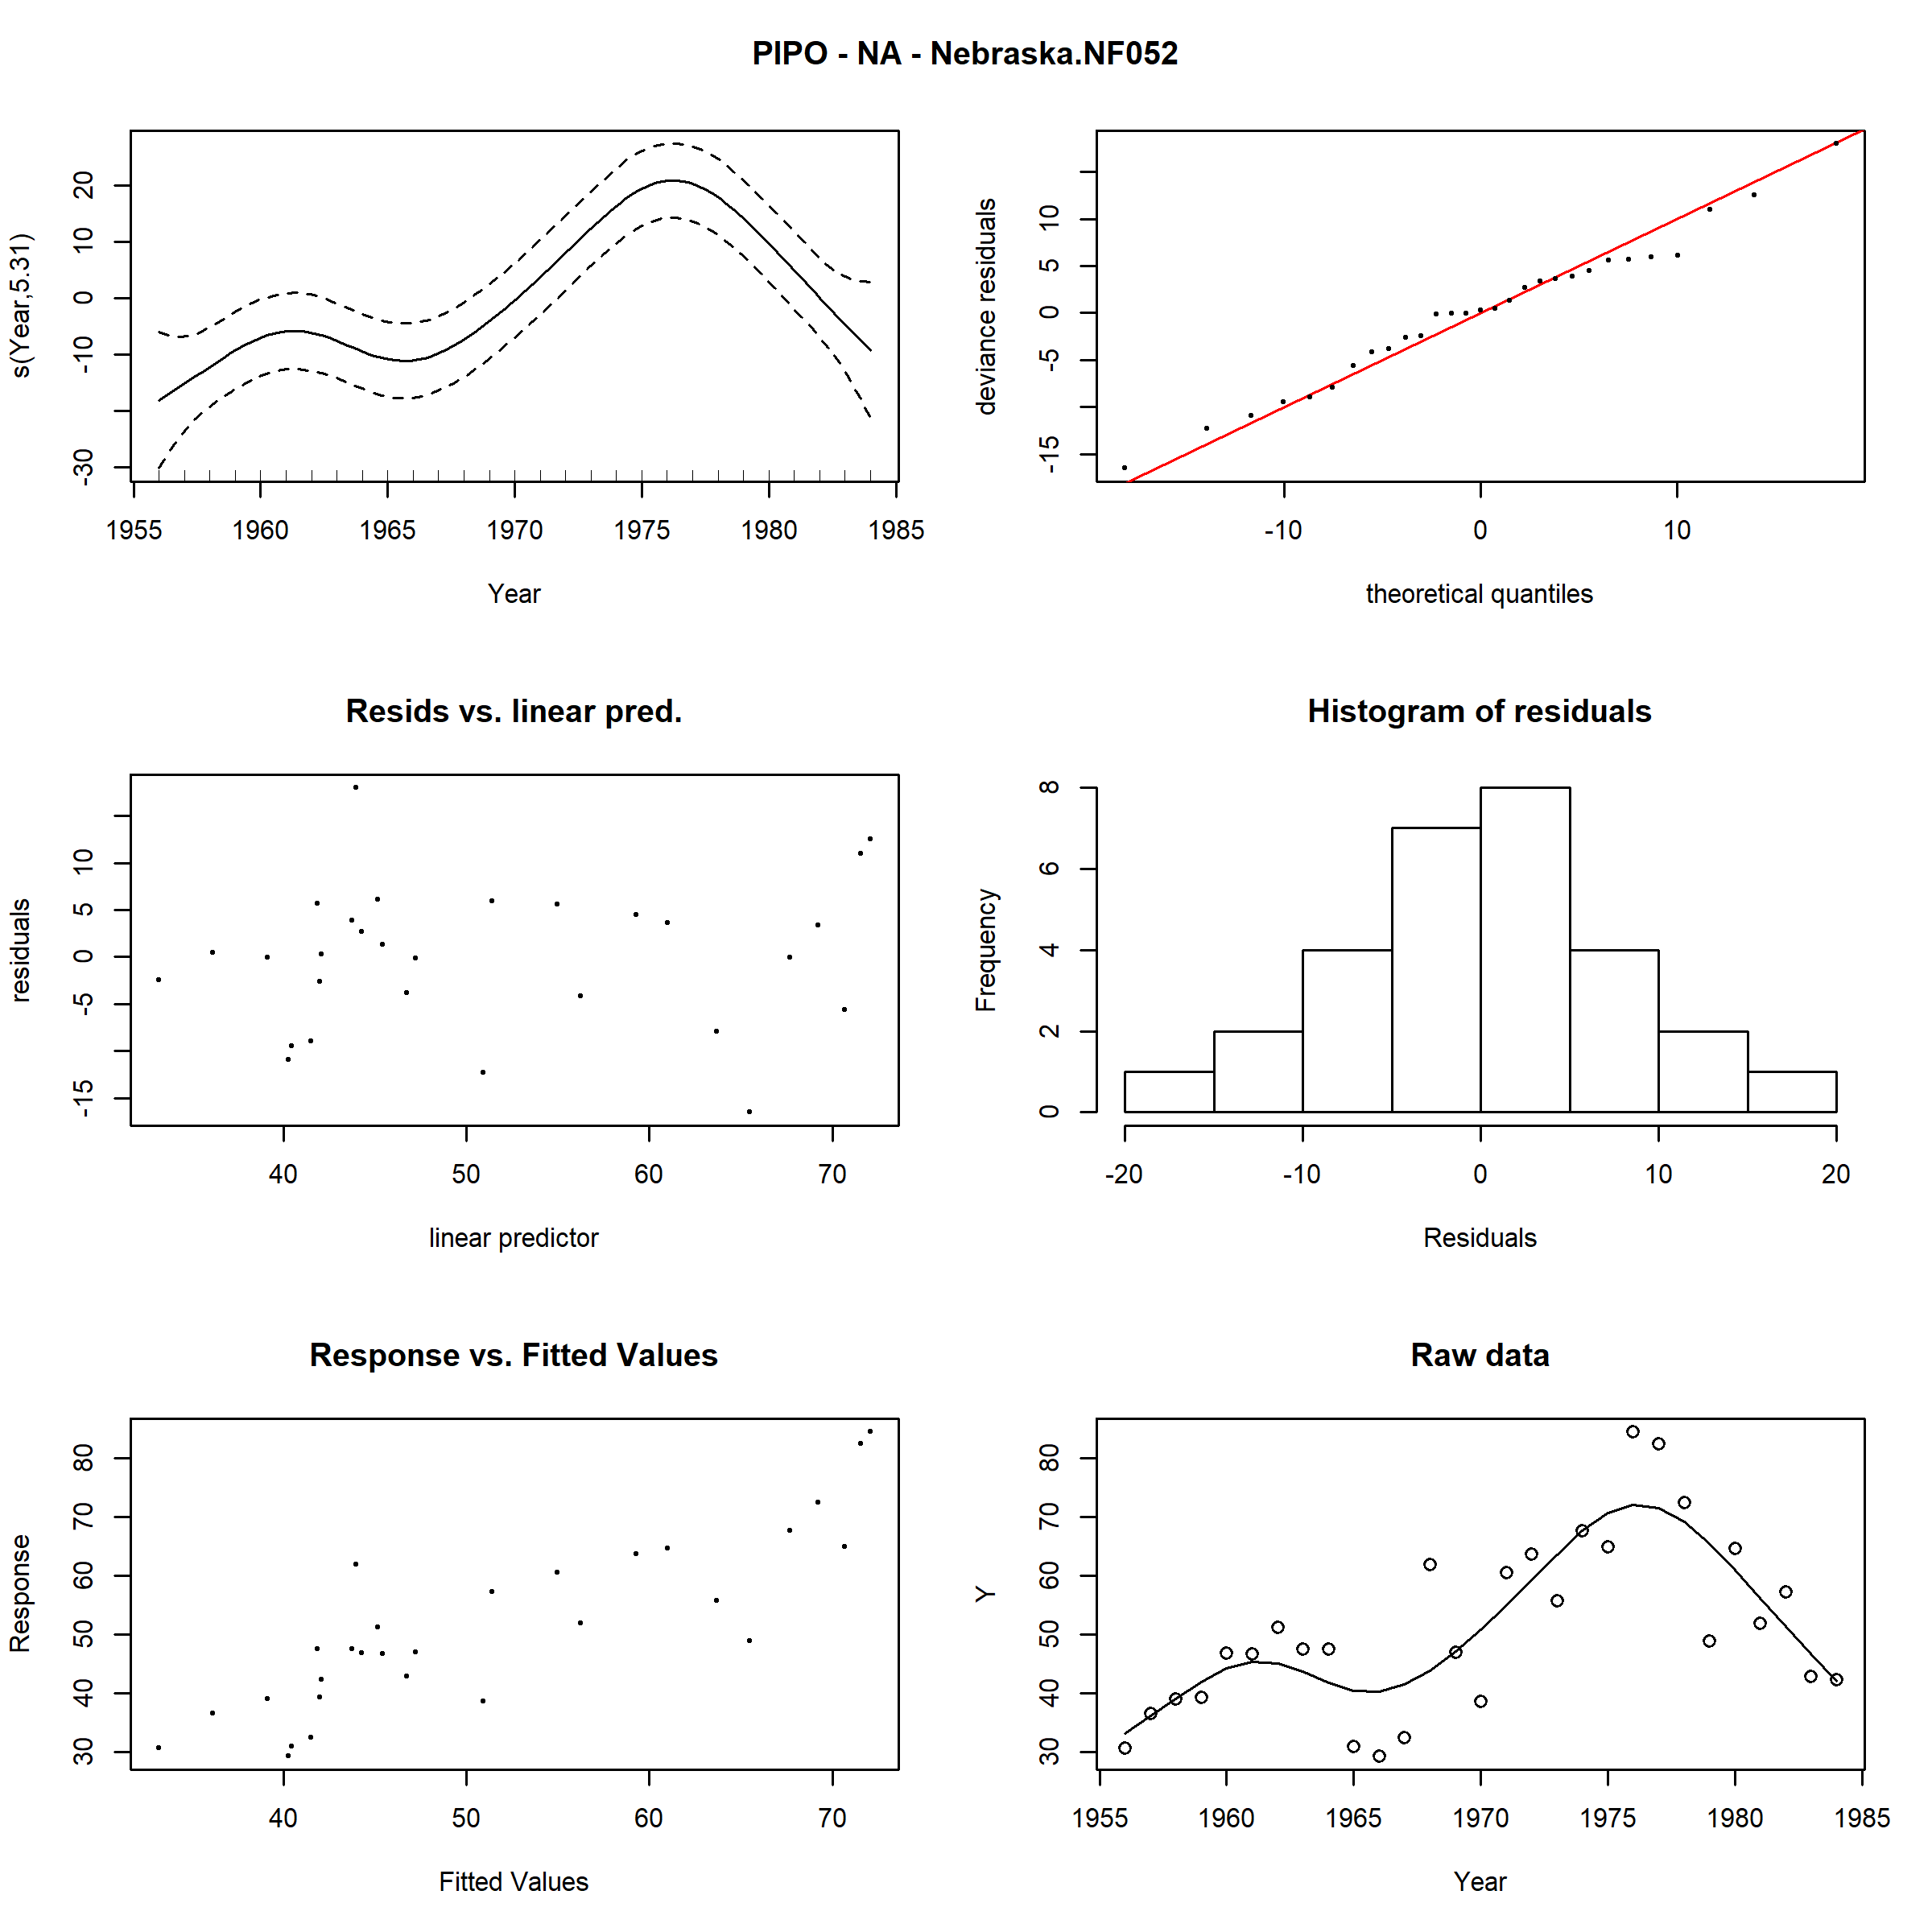 PIPO - NA - Nebraska.NF052
s(Year,5.31)
-30 -10 0 10 20
1955 1960 1965 1970 1975 1980 1985
Year
deviance residuals
-15 -5 0 5 10
-10 0 10
theoretical quantiles
Resids vs. linear pred.
residuals
-15 -5 0 5 10
40 50 60 70
linear predictor
Histogram of residuals
Frequency
0 2 4 6 8
-20 -10 0 10 20
Residuals
Response vs. Fitted Values
Response
30 40 50 60 70 80
40 50 60 70
Fitted Values
Raw data
Y
30 40 50 60 70 80
1955 1960 1965 1970 1975 1980 1985
Year